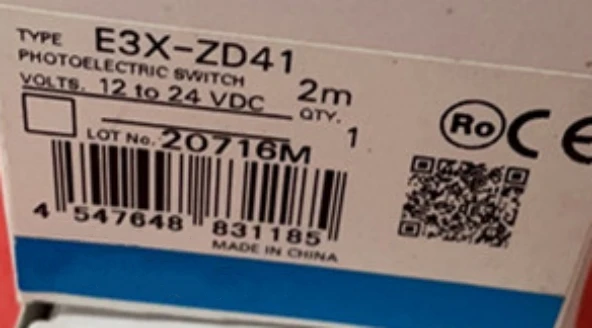 TYPE E3X-ZD41 2m
PHOTOELECTRIC SWITCH
VOLTS. 12 to 24 VDC QTY.
1
LOT No. 20716M
4 547648 831185
MADE IN CHINA
Ro CE